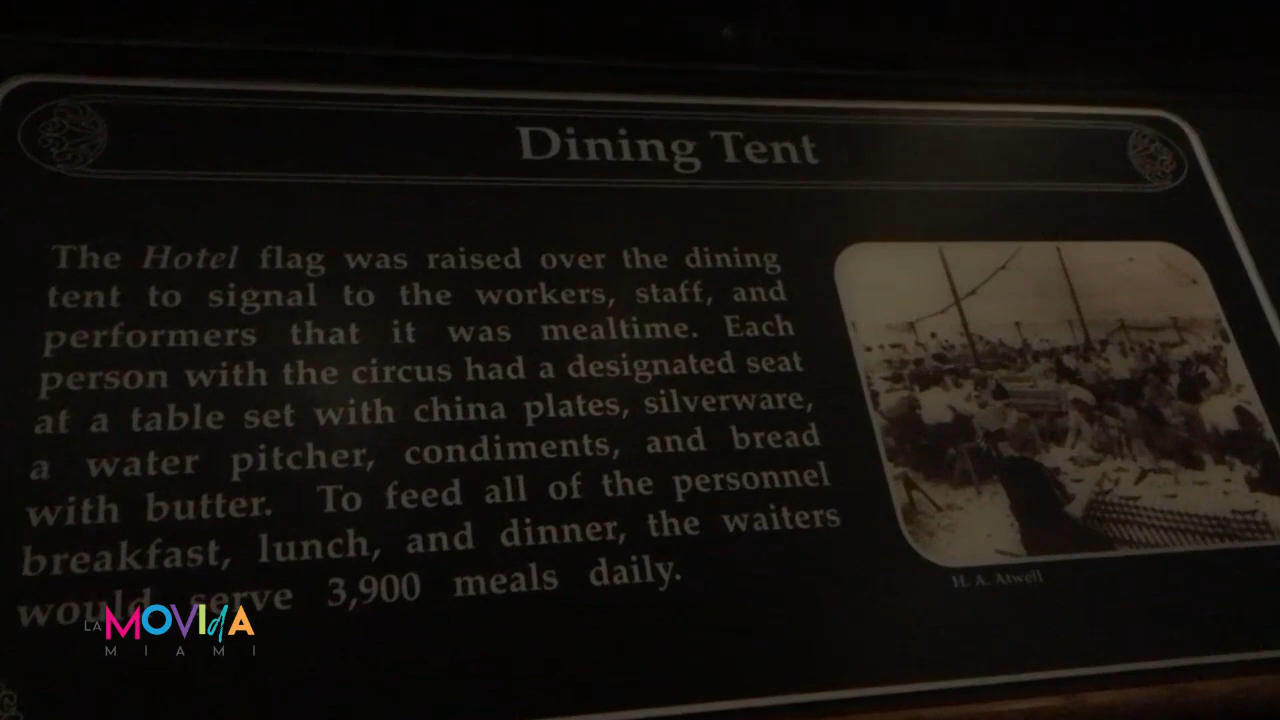 Dining Tent
The Hotel flag was raised over the dining
tent to signal to the workers, staff, and
performers that it was mealtime. Each
person with the circus had a designated seat
at a table set with china plates, silverware,
a water pitcher, condiments, and bread
with butter. To feed all of the personnel
breakfast, lunch, and dinner, the waiters
would serve 3,900 meals daily.
H. A. Atwell
LA MOVIdA
MIAMI